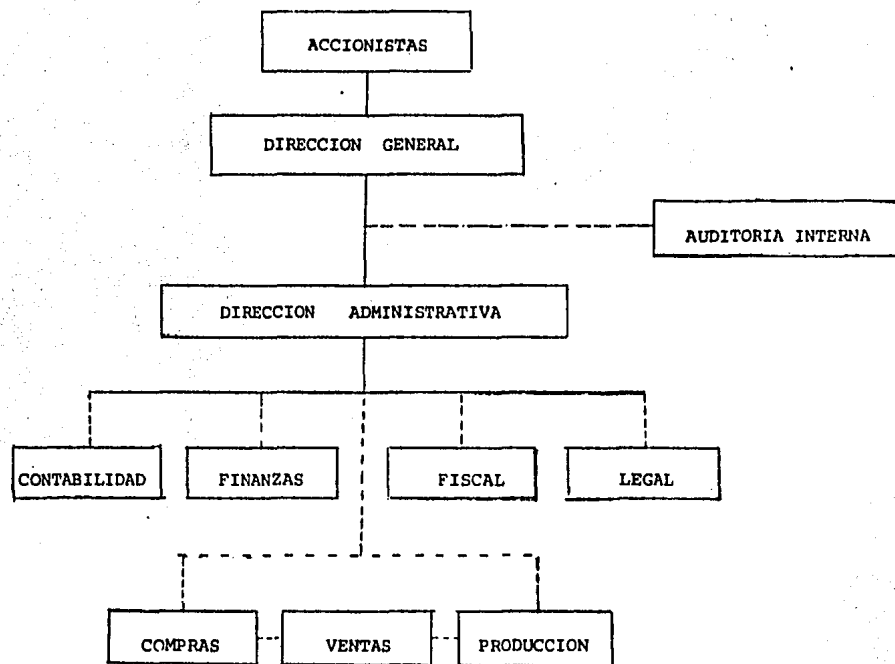 ACCIONISTAS
DIRECCION GENERAL
AUDITORIA INTERNA
DIRECCION ADMINISTRATIVA
CONTABILIDAD
FINANZAS
FISCAL
LEGAL
COMPRAS
VENTAS
PRODUCCION